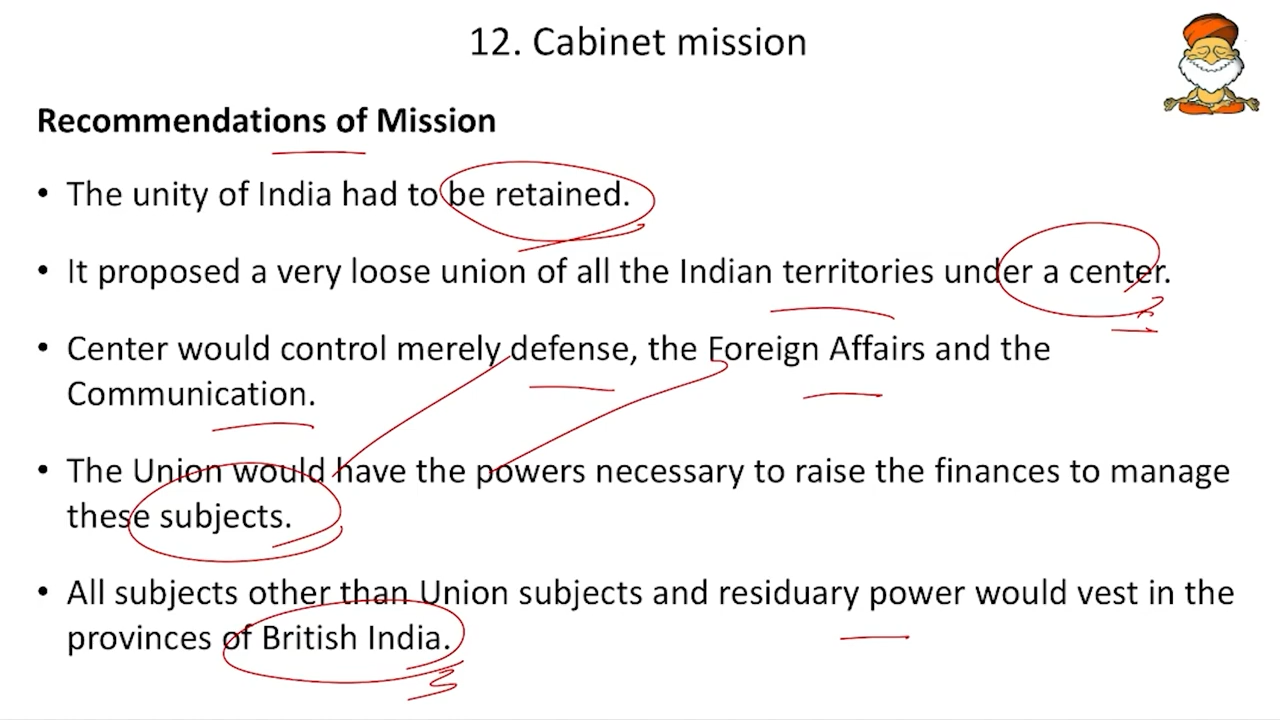 12. Cabinet mission
Recommendations of Mission
• The unity of India had to be retained.
• It proposed a very loose union of all the Indian territories under a center.
• Center would control merely defense, the Foreign Affairs and the
Communication.
• The Union would have the powers necessary to raise the finances to manage
these subjects.
• All subjects other than Union subjects and residuary power would vest in the
provinces of British India.